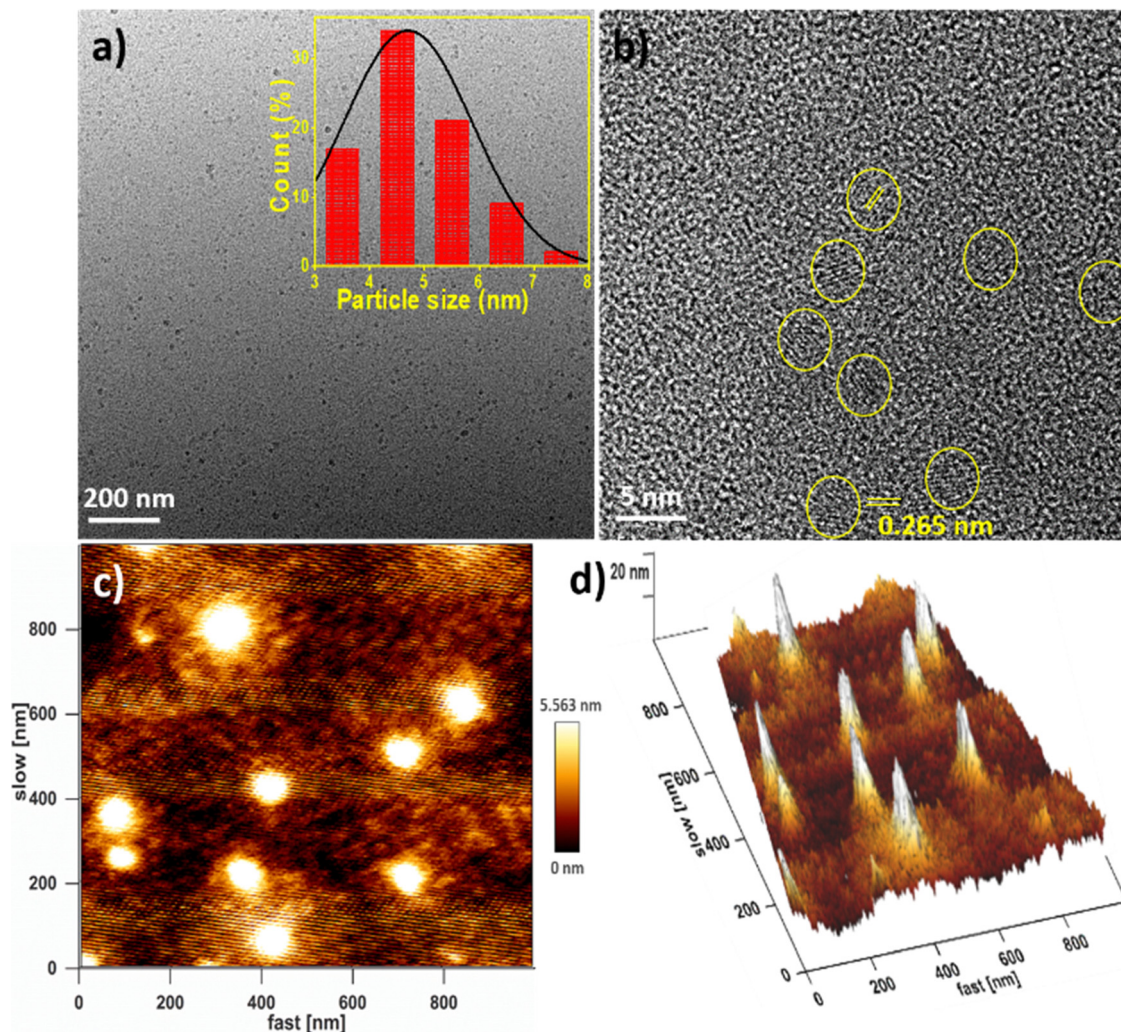 a)
Count (%)
30
20
10
0
3 4 5 6 7 8
Particle size (nm)
200 nm
b)
5 nm
0.265 nm
c)
slow [nm]
800
600
400
200
0
0 200 400 600 800
fast [nm]
5.563 nm
0 nm
d)
20 nm
slow [nm]
800
600
400
200
0
0 200 400 600 800
fast [nm]